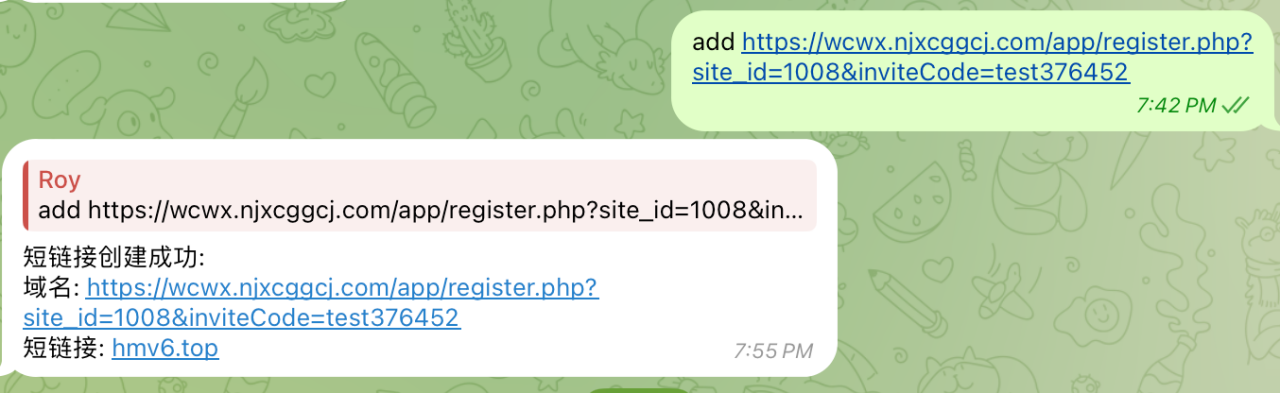 add https://wcwx.njxcggcj.com/app/register.php?
site_id=1008&inviteCode=test376452
7:42 PM
Roy
add https://wcwx.njxcggcj.com/app/register.php?site_id=1008&in...
短链接创建成功:
域名: https://wcwx.njxcggcj.com/app/register.php?
site_id=1008&inviteCode=test376452
短链接: hmv6.top
7:55 PM